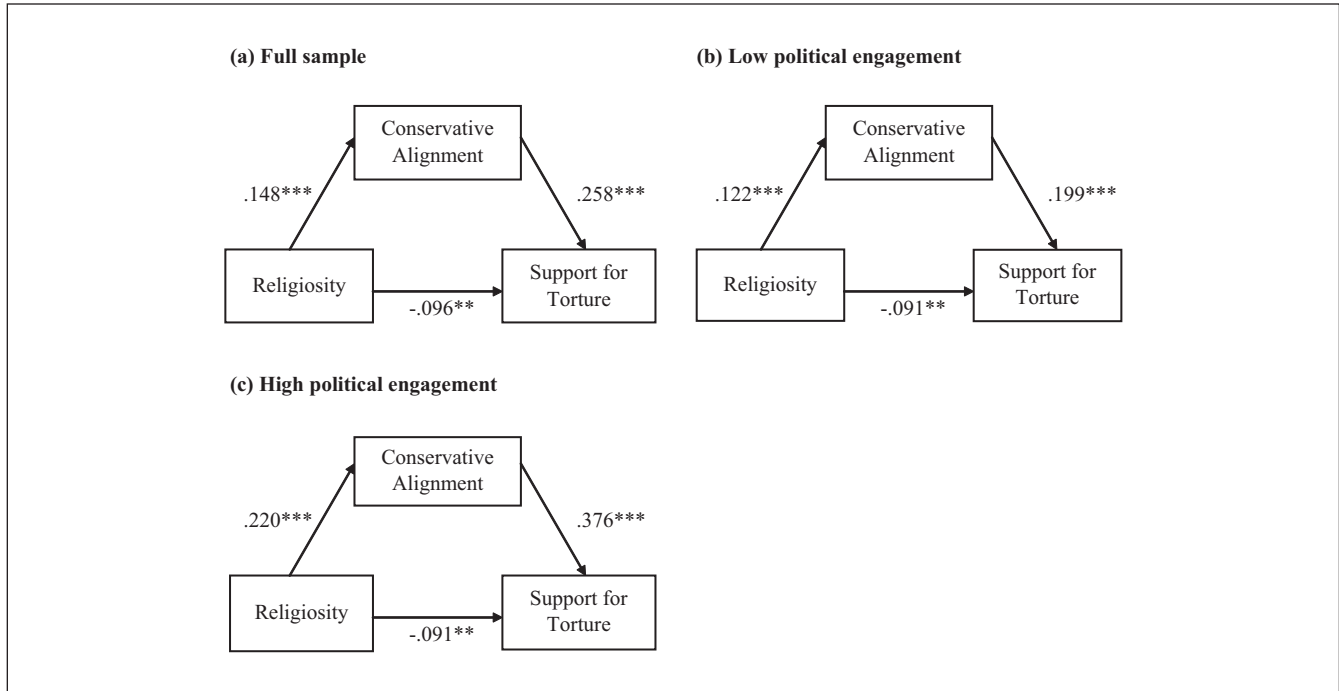 (a) Full sample
Conservative
Alignment
.148***
.258***
Religiosity
Support for
Torture
-.096**
(b) Low political engagement
Conservative
Alignment
.122***
.199***
Religiosity
Support for
Torture
-.091**
(c) High political engagement
Conservative
Alignment
.220***
.376***
Religiosity
Support for
Torture
-.091**